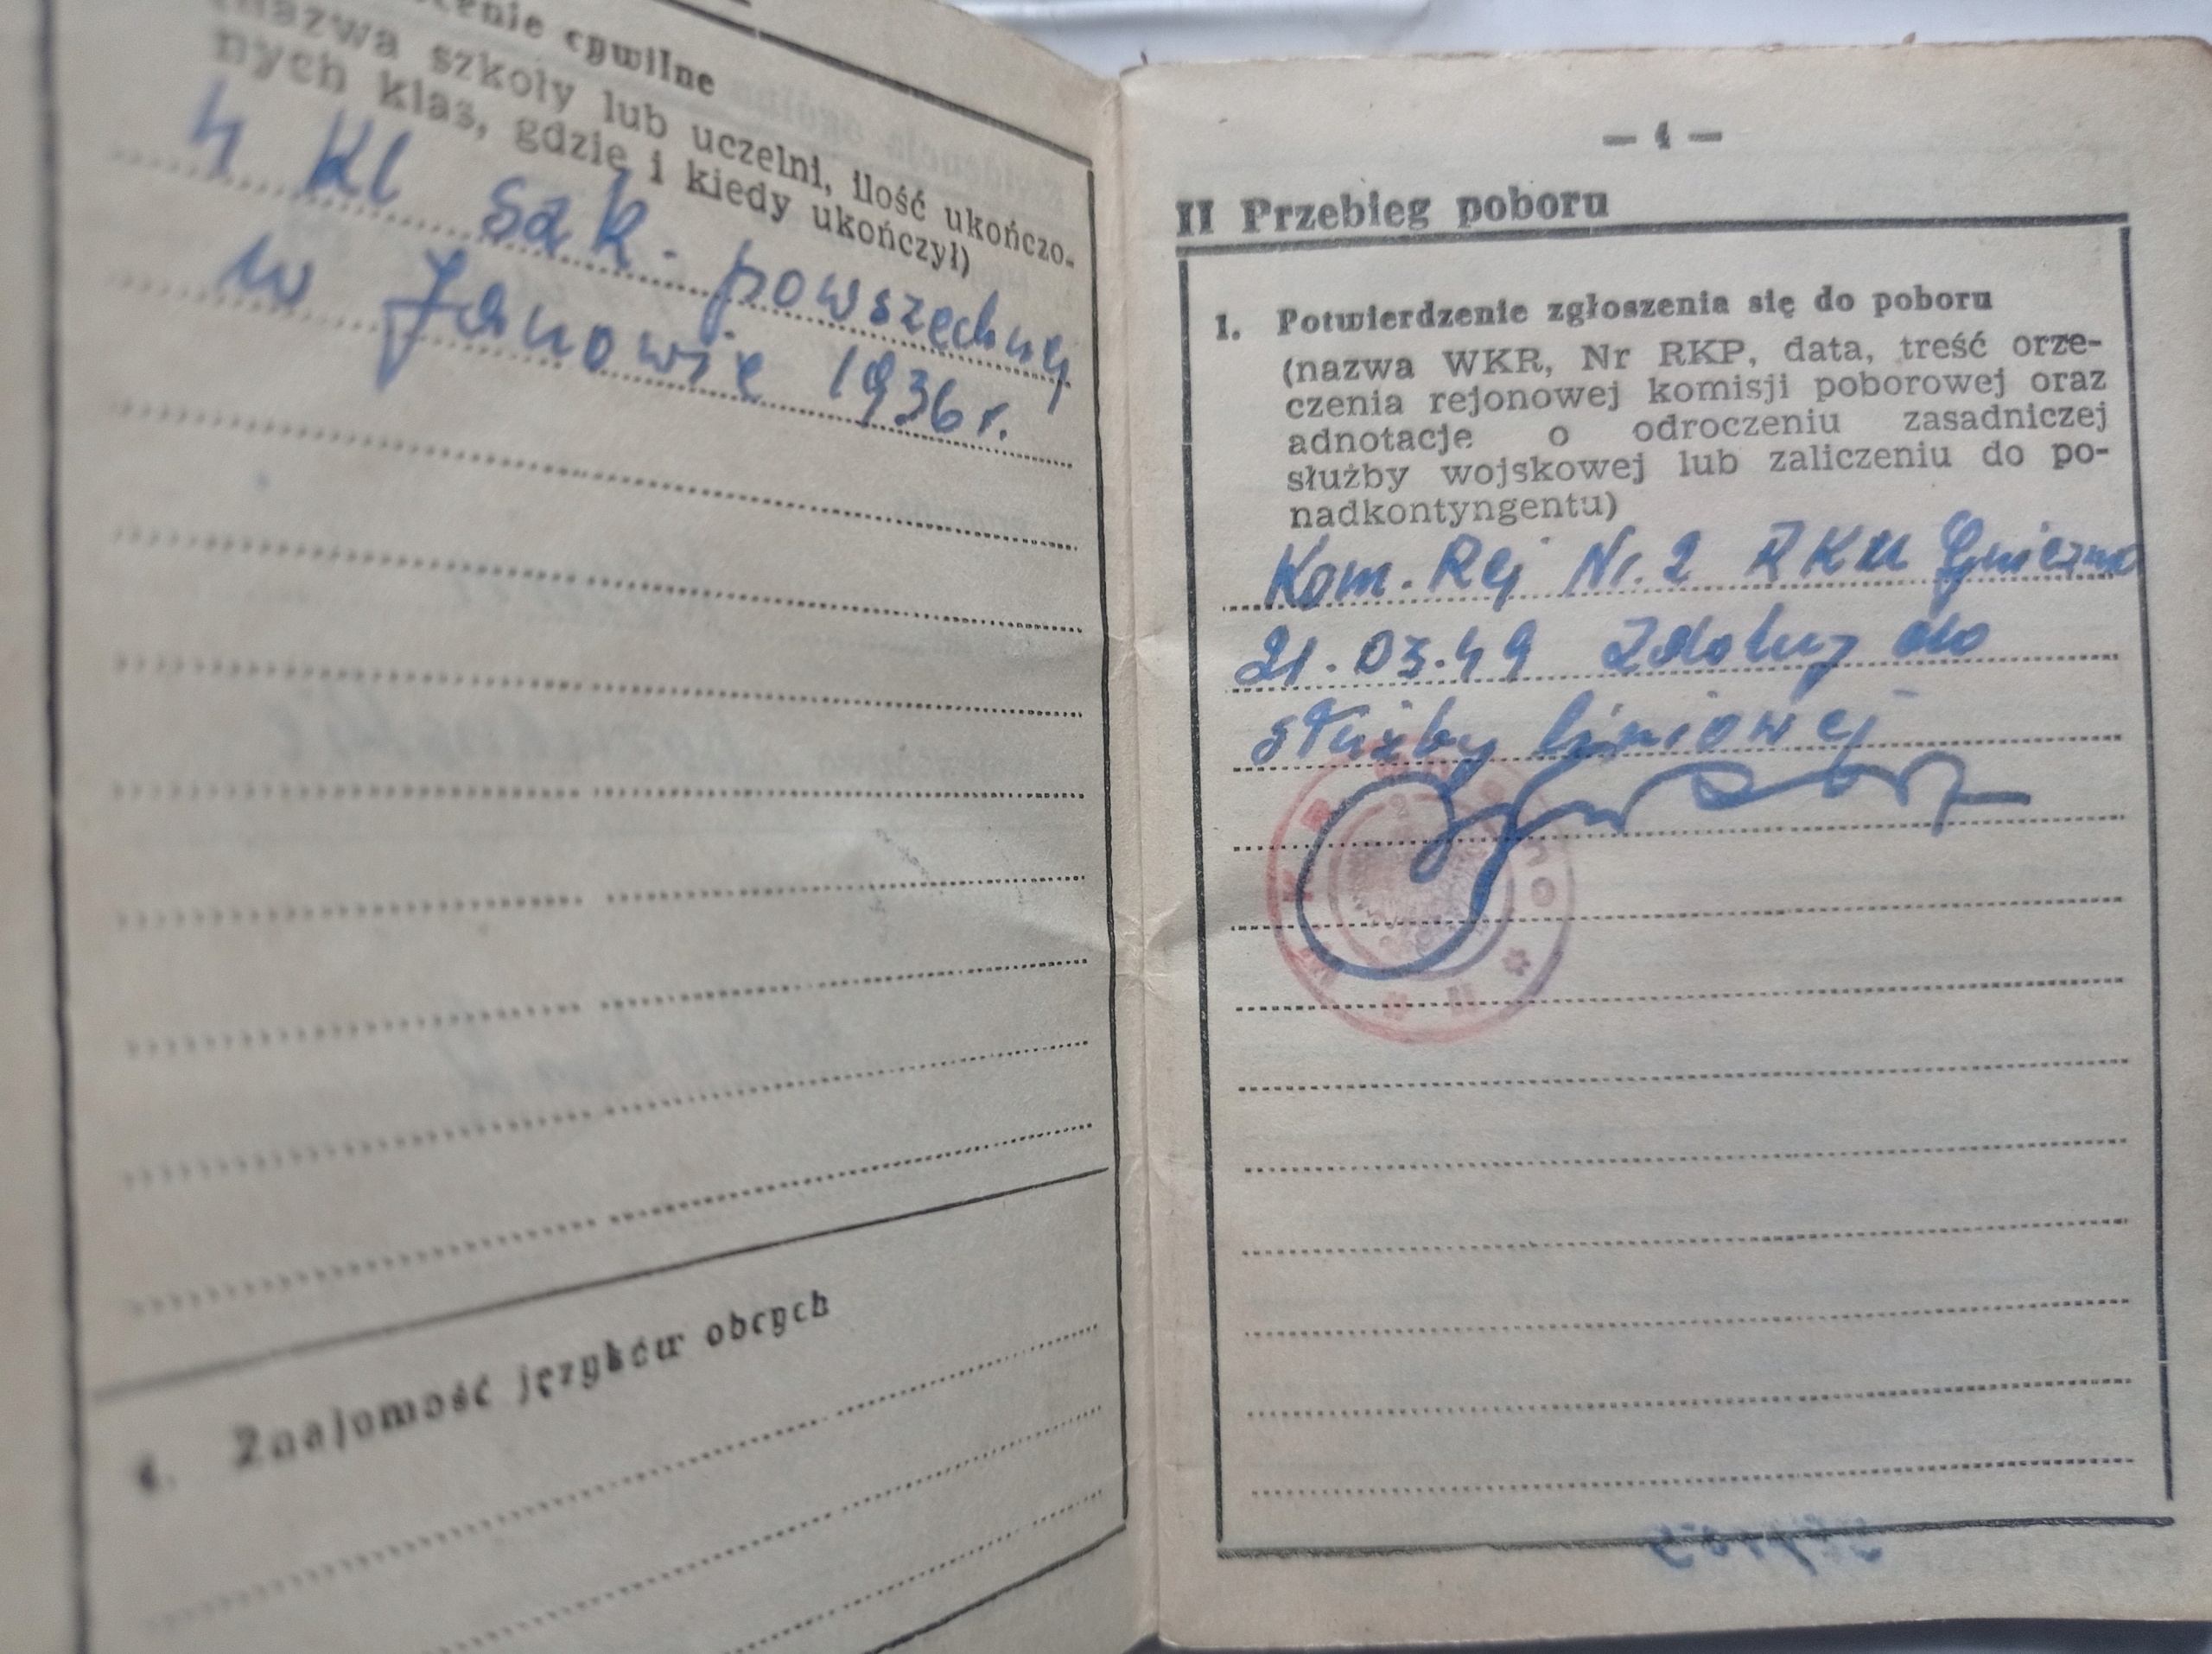 cywilne
(nazwa szkoły lub uczelni, ilość ukończo-
nych klas, gdzie i kiedy ukończył)
4 Kl szk. powszechnej
w Janowie 1936 r.
4. Znajomość języków obcych
— 4 —
II Przebieg poboru
1. Potwierdzenie zgłoszenia się do poboru
(nazwa WKR, Nr RKP, data, treść orze-
czenia rejonowej komisji poborowej oraz
adnotacje o odroczeniu zasadniczej
służby wojskowej lub zaliczeniu do po-
nadkontyngentu)
Kom. Rej Nr. 2 RKU Gniezno
21.03.49 Zdolny do
służby liniowej